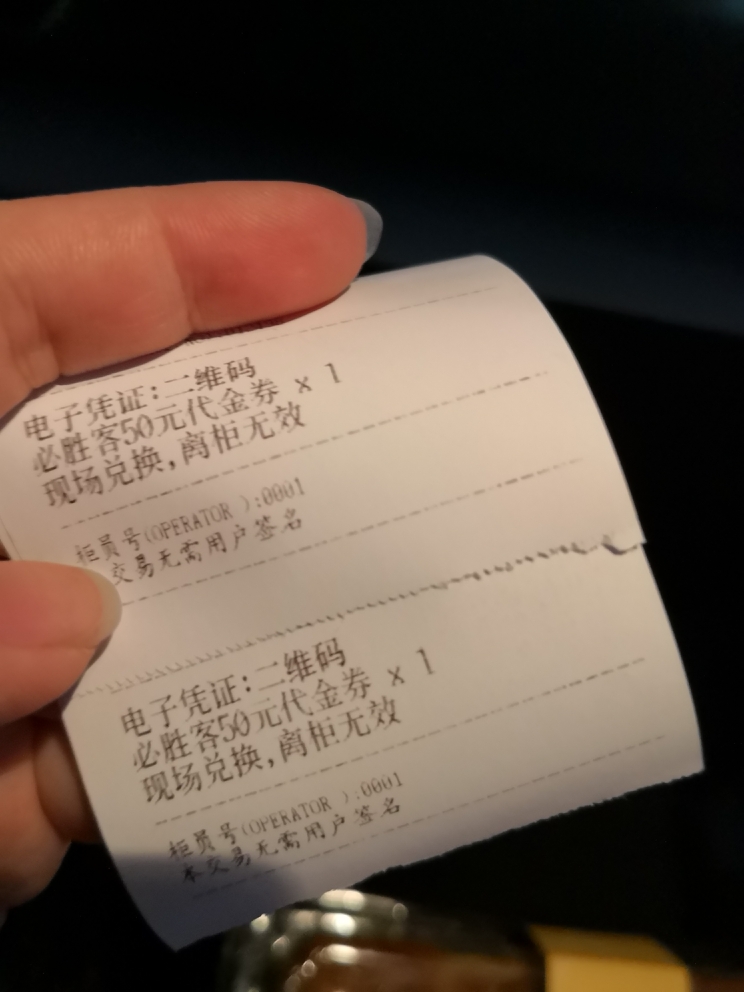 电子凭证:二维码
必胜客50元代金券 x 1
现场兑换,离柜无效
柜员号(OPERATOR ):0001
交易无需用户签名
电子凭证:二维码
必胜客50元代金券 x 1
现场兑换,离柜无效
柜员号(OPERATOR ):0001
本交易无需用户签名